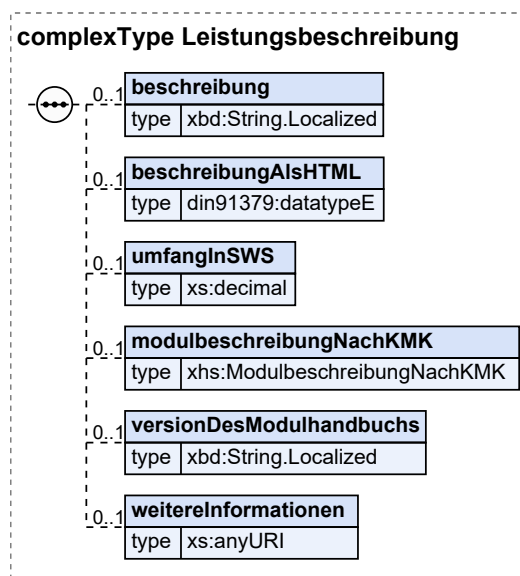 complexType Leistungsbeschreibung
0..1 beschreibung
type xbd:String.Localized
0..1 beschreibungAlsHTML
type din91379:datatypeE
0..1 umfangInSWS
type xs:decimal
0..1 modulbeschreibungNachKMK
type xhs:ModulbeschreibungNachKMK
0..1 versionDesModulhandbuchs
type xbd:String.Localized
0..1 weitereInformationen
type xs:anyURI